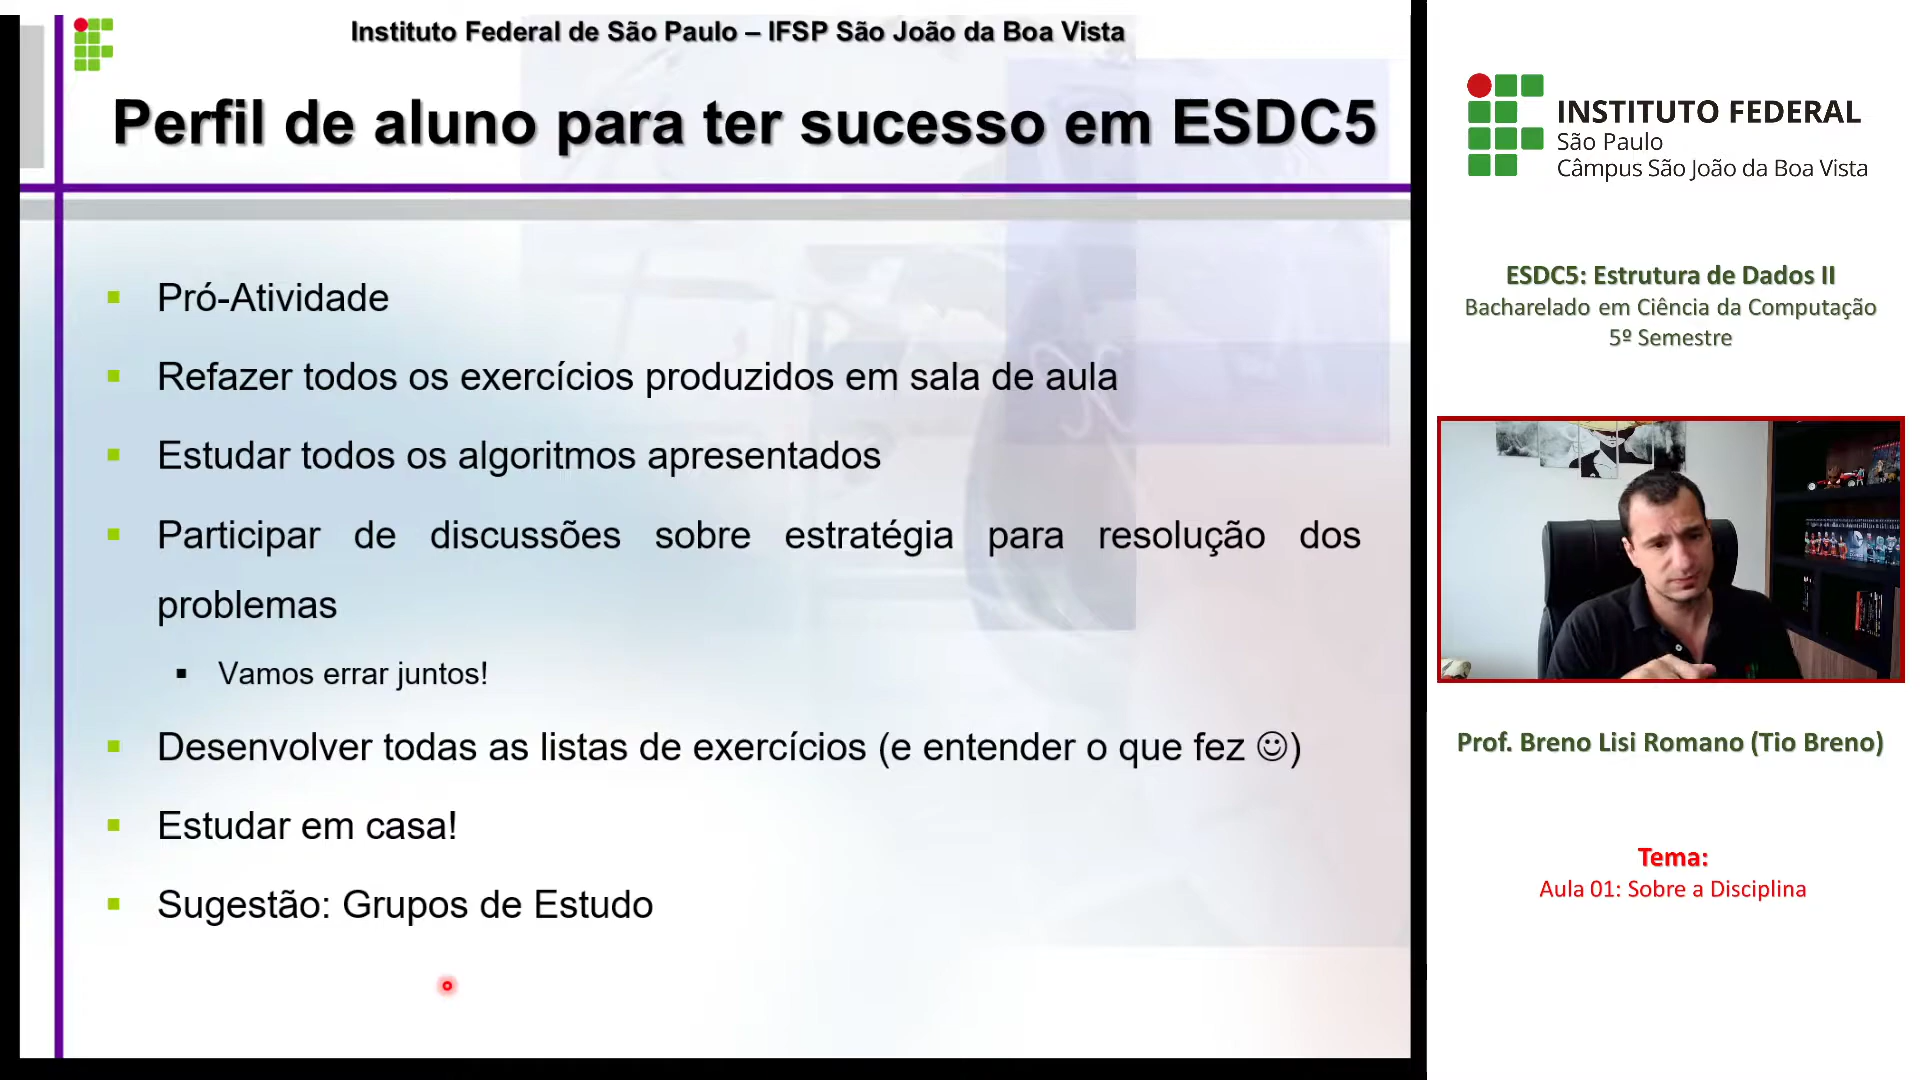 Instituto Federal de São Paulo – IFSP São João da Boa Vista
Perfil de aluno para ter sucesso em ESDC5
Pró-Atividade
Refazer todos os exercícios produzidos em sala de aula
Estudar todos os algoritmos apresentados
Participar de discussões sobre estratégia para resolução dos
problemas
Vamos errar juntos!
Desenvolver todas as listas de exercícios (e entender o que fez ☺)
Estudar em casa!
Sugestão: Grupos de Estudo
INSTITUTO FEDERAL
São Paulo
Câmpus São João da Boa Vista
ESDC5: Estrutura de Dados II
Bacharelado em Ciência da Computação
5º Semestre
Prof. Breno Lisi Romano (Tio Breno)
Tema:
Aula 01: Sobre a Disciplina